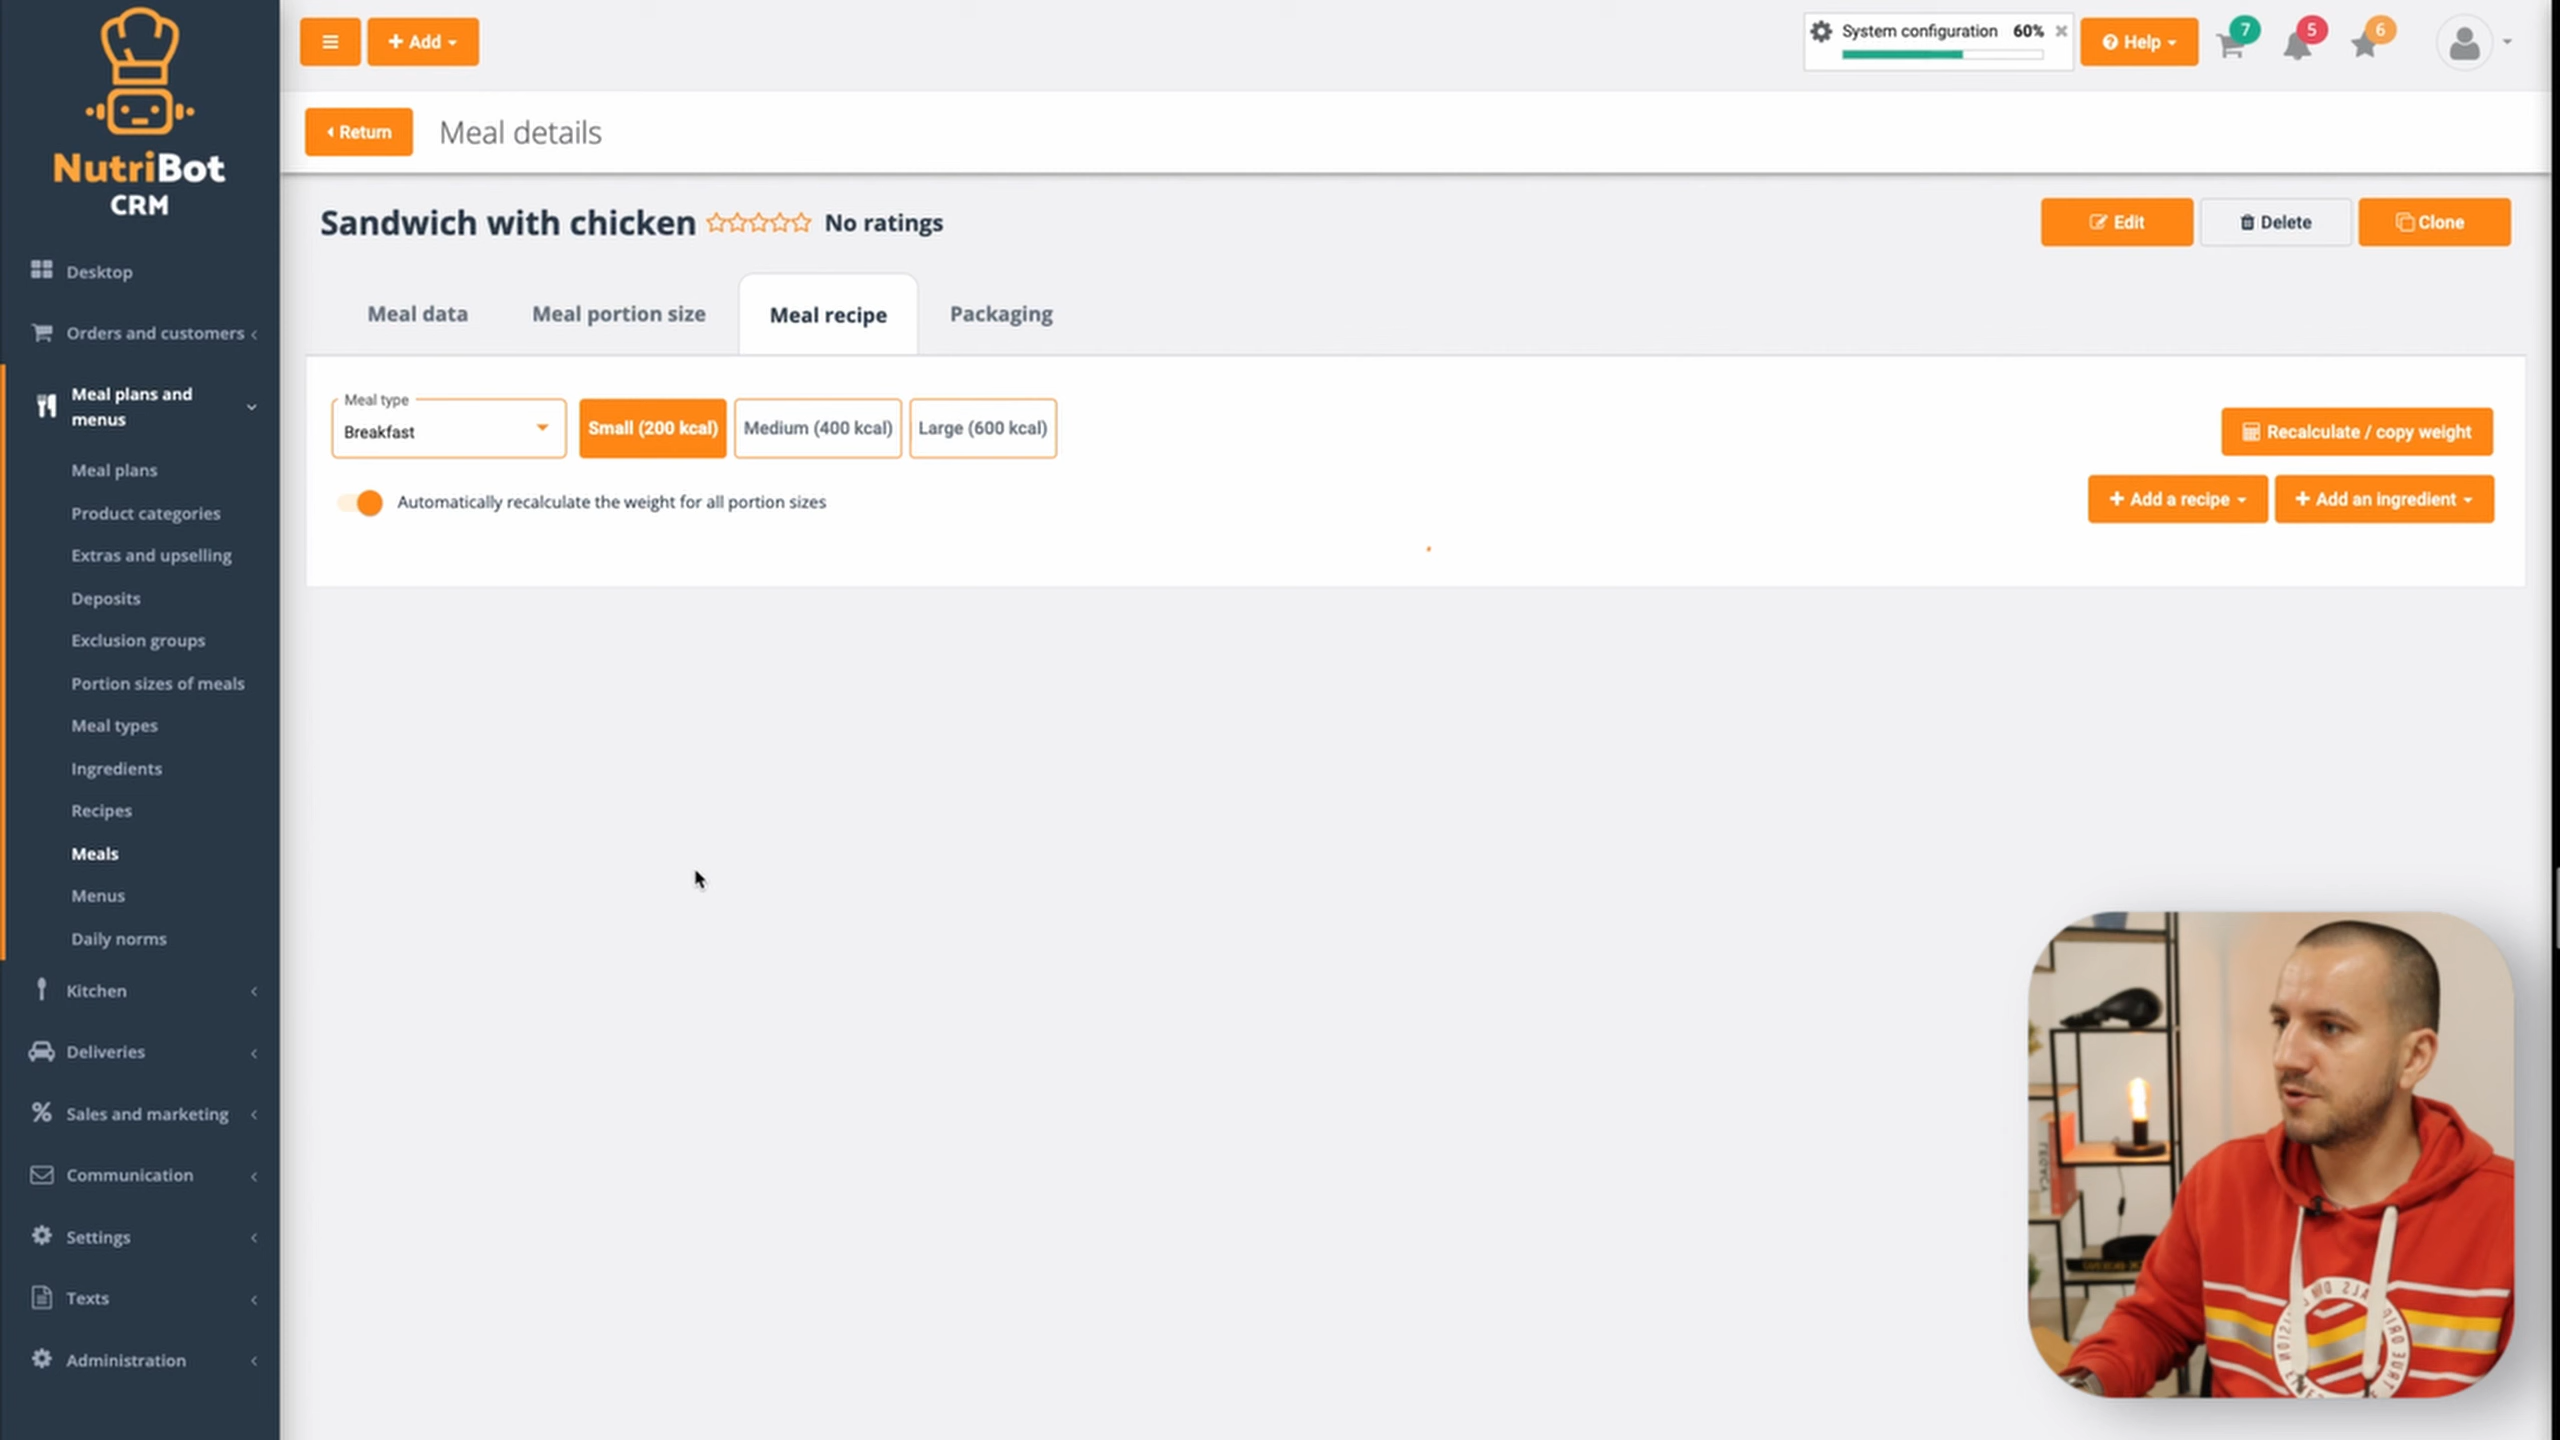 NutriBot
CRM
Desktop
Orders and customers
Meal plans and
menus
Meal plans
Product categories
Extras and upselling
Deposits
Exclusion groups
Portion sizes of meals
Meal types
Ingredients
Recipes
Meals
Menus
Daily norms
Kitchen
Deliveries
Sales and marketing
Communication
Settings
Texts
Administration
+ Add
System configuration 60%
Help
7
5
6
Return
Meal details
Sandwich with chicken
No ratings
Edit
Delete
Clone
Meal data
Meal portion size
Meal recipe
Packaging
Meal type
Breakfast
Small (200 kcal)
Medium (400 kcal)
Large (600 kcal)
Recalculate / copy weight
Automatically recalculate the weight for all portion sizes
+ Add a recipe
+ Add an ingredient